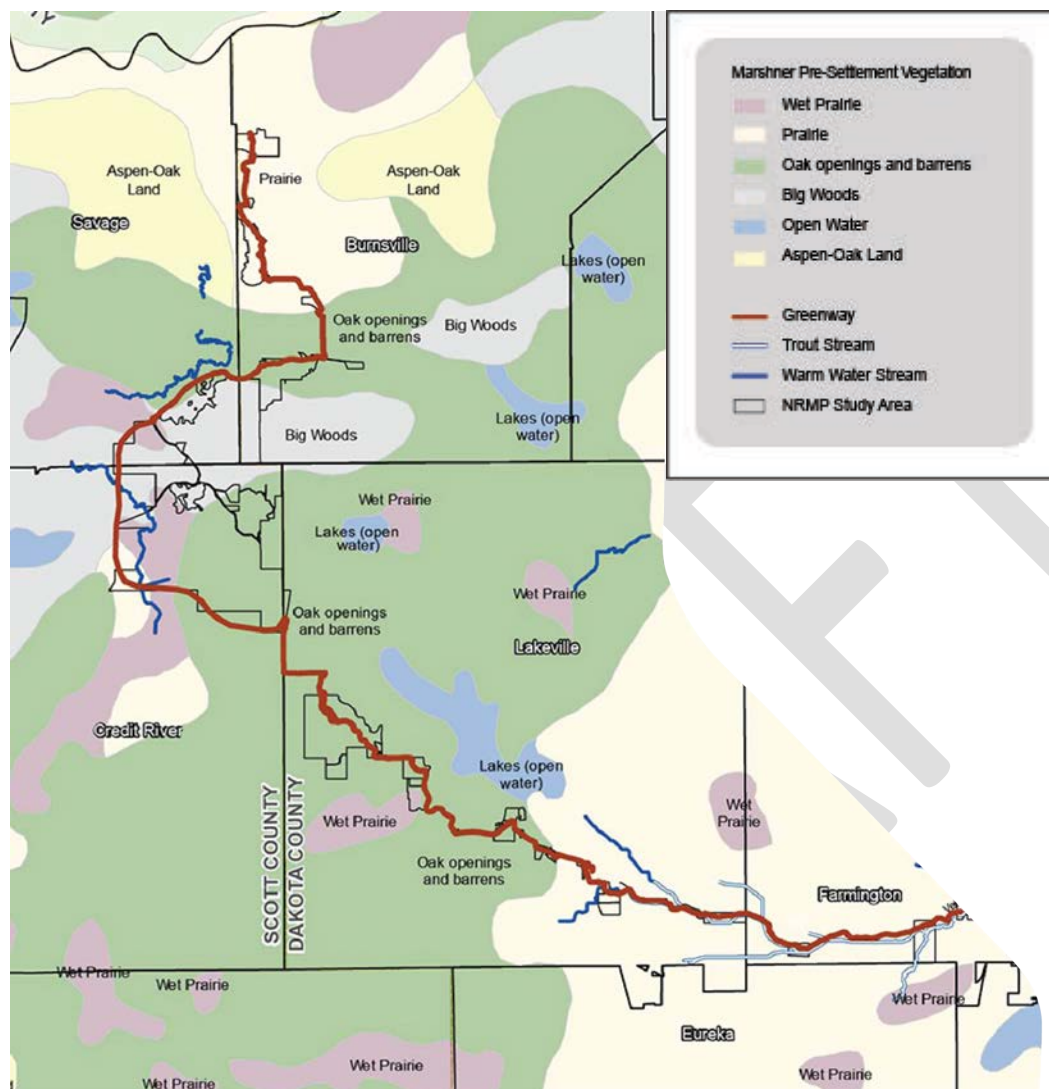 Marshner Pre-Settlement Vegetation
Wet Prairie
Prairie
Oak openings and barrens
Big Woods
Open Water
Aspen-Oak Land
Greenway
Trout Stream
Warm Water Stream
NRMP Study Area
Aspen-Oak
Land
Prairie
Aspen-Oak
Land
Savage
Burnsville
Lakes (open
water)
Oak openings
and barrens
Big Woods
Lakes (open
water)
Big Woods
Wet Prairie
Lakes (open
water)
Wet Prairie
Oak openings
and barrens
Lakeville
Credit River
Lakes (open
water)
Wet
Prairie
Wet Prairie
Oak openings
and barrens
SCOTT COUNTY
DAKOTA COUNTY
Farmington
Wet Prairie
Wet Prairie
Wet Prairie
Eureka
Wet Prairie
Wet Prairie
Wet Prairie